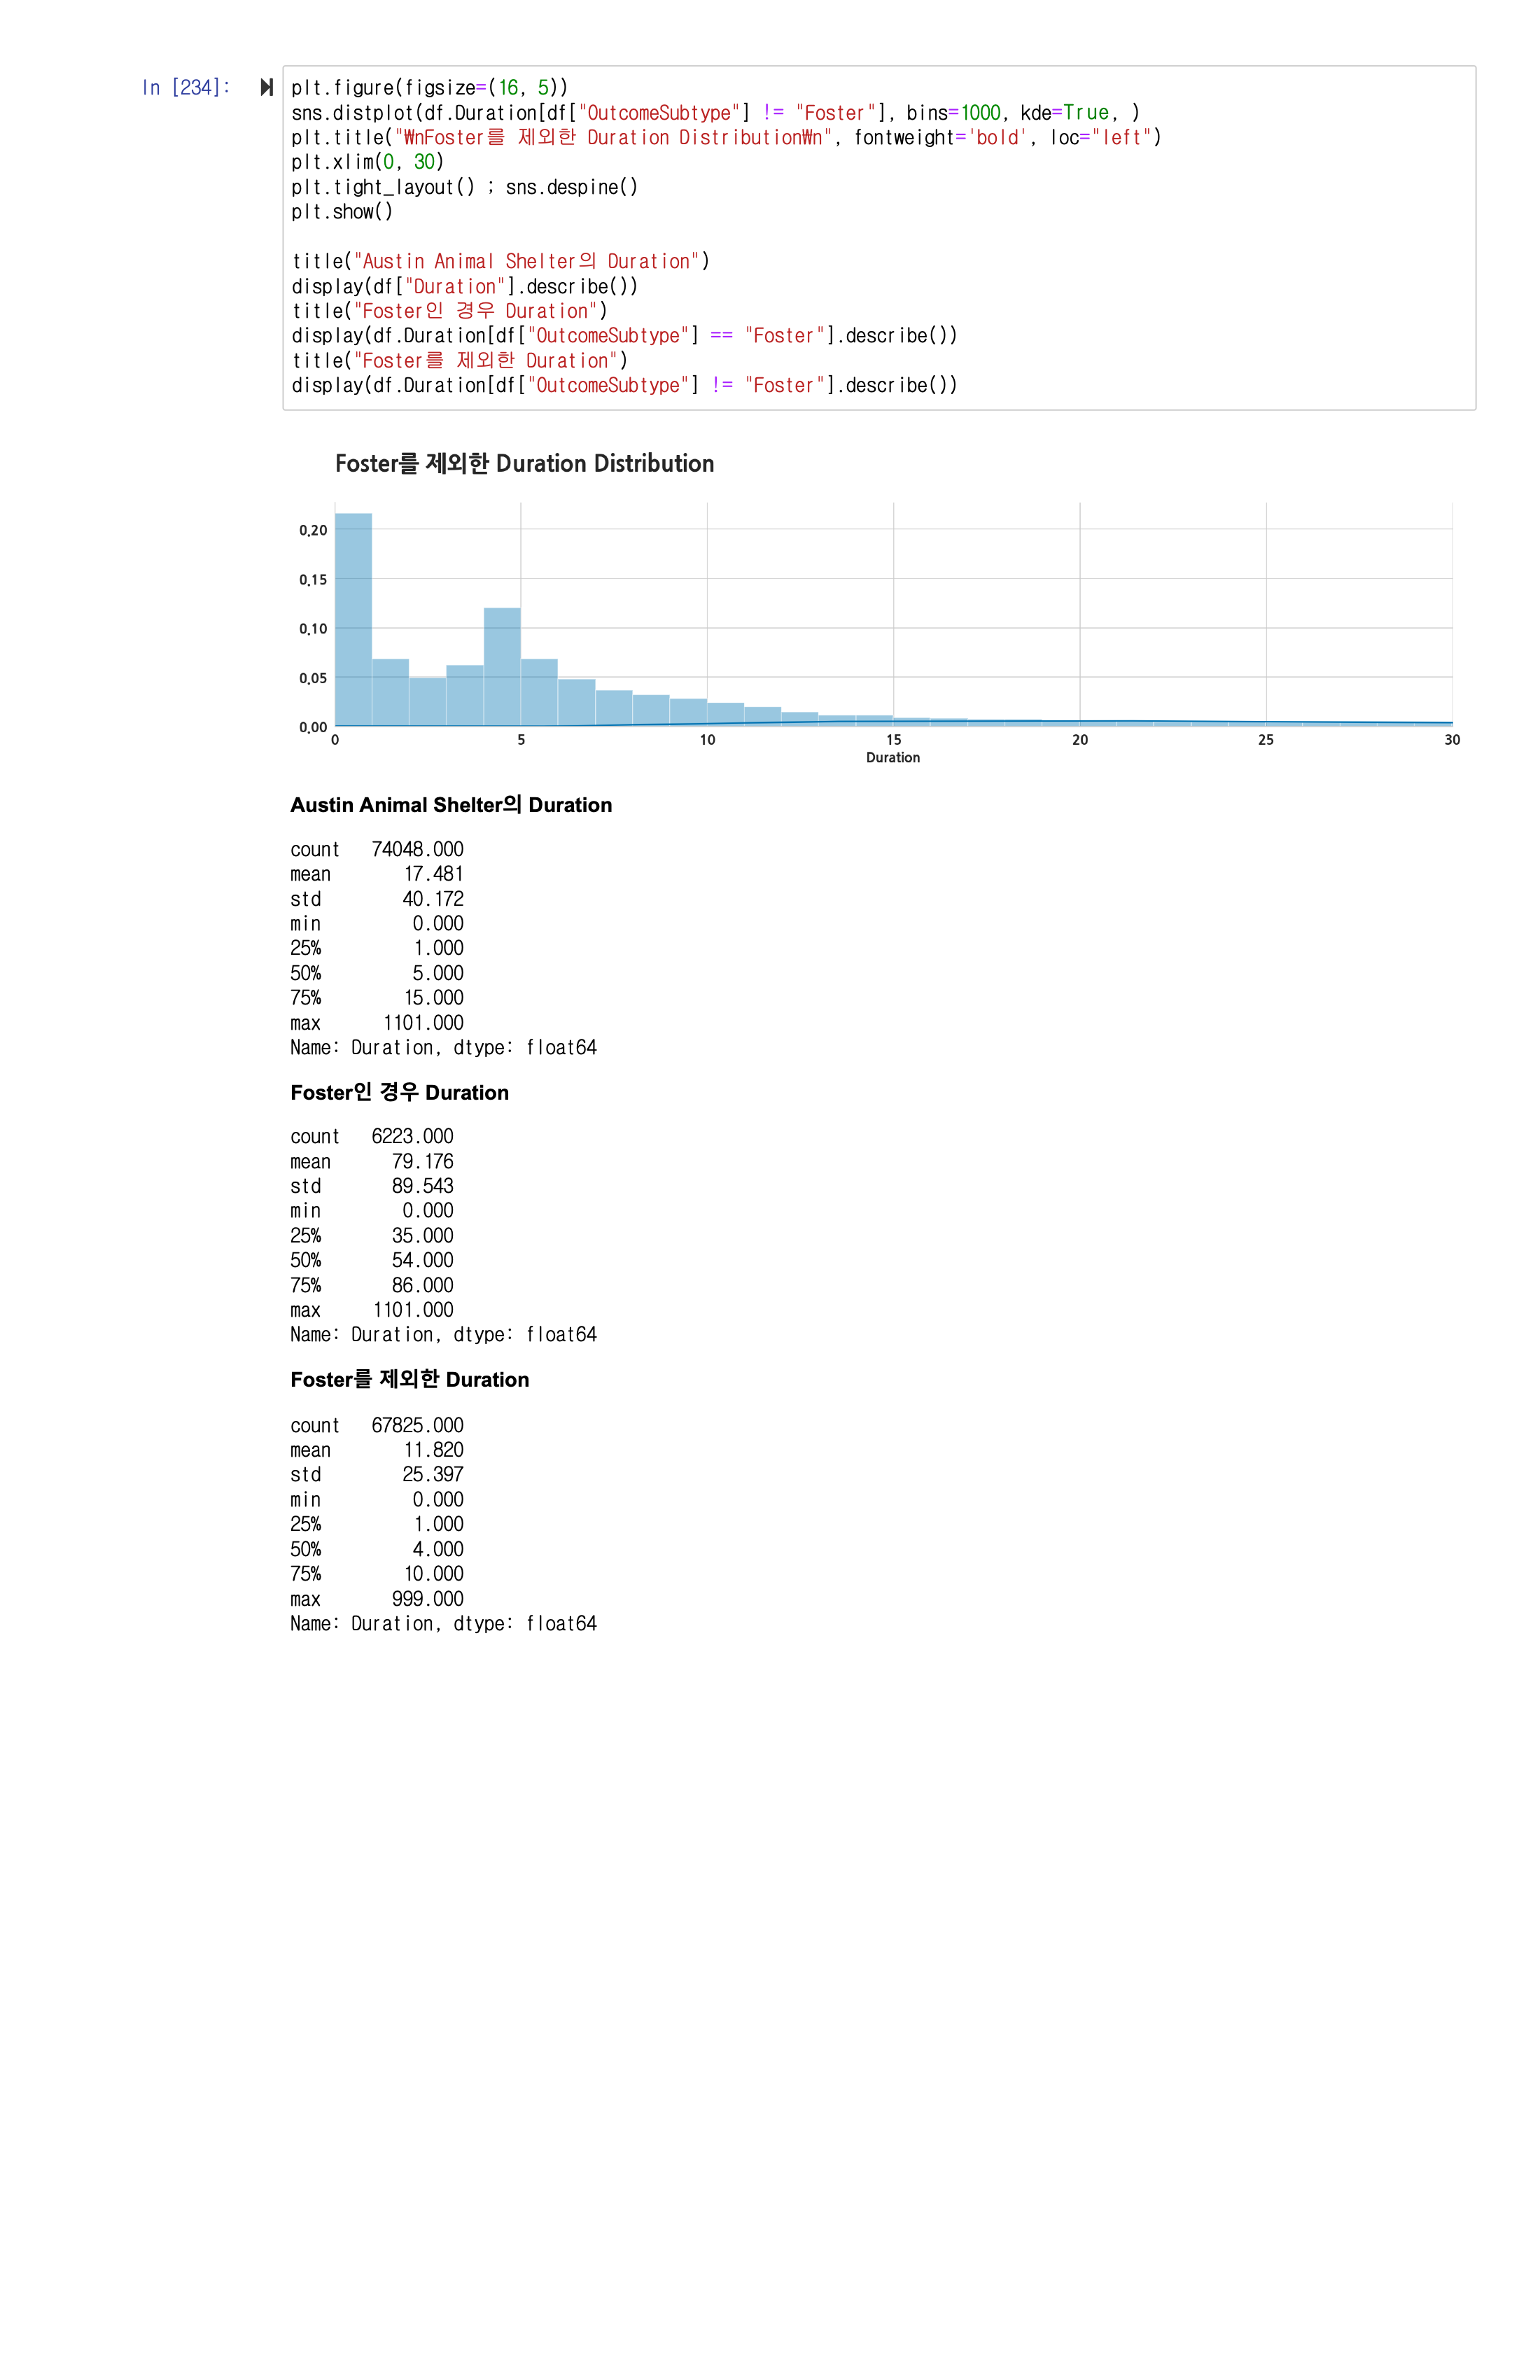 In [234]:
plt.figure(figsize=(16, 5))
sns.distplot(df.Duration[df["OutcomeSubtype"] != "Foster"], bins=1000, kde=True, )
plt.title("₩nFoster를 제외한 Duration Distribution₩n", fontweight='bold', loc="left")
plt.xlim(0, 30)
plt.tight_layout() ; sns.despine()
plt.show()
title("Austin Animal Shelter의 Duration")
display(df["Duration"].describe())
title("Foster인 경우 Duration")
display(df.Duration[df["OutcomeSubtype"] == "Foster"].describe())
title("Foster를 제외한 Duration")
display(df.Duration[df["OutcomeSubtype"] != "Foster"].describe())
Foster를 제외한 Duration Distribution
0.20
0.15
0.10
0.05
0.00
0 5 10 15 20 25 30
Duration
Austin Animal Shelter의 Duration
count 74048.000
mean 17.481
std 40.172
min 0.000
25% 1.000
50% 5.000
75% 15.000
max 1101.000
Name: Duration, dtype: float64
Foster인 경우 Duration
count 6223.000
mean 79.176
std 89.543
min 0.000
25% 35.000
50% 54.000
75% 86.000
max 1101.000
Name: Duration, dtype: float64
Foster를 제외한 Duration
count 67825.000
mean 11.820
std 25.397
min 0.000
25% 1.000
50% 4.000
75% 10.000
max 999.000
Name: Duration, dtype: float64